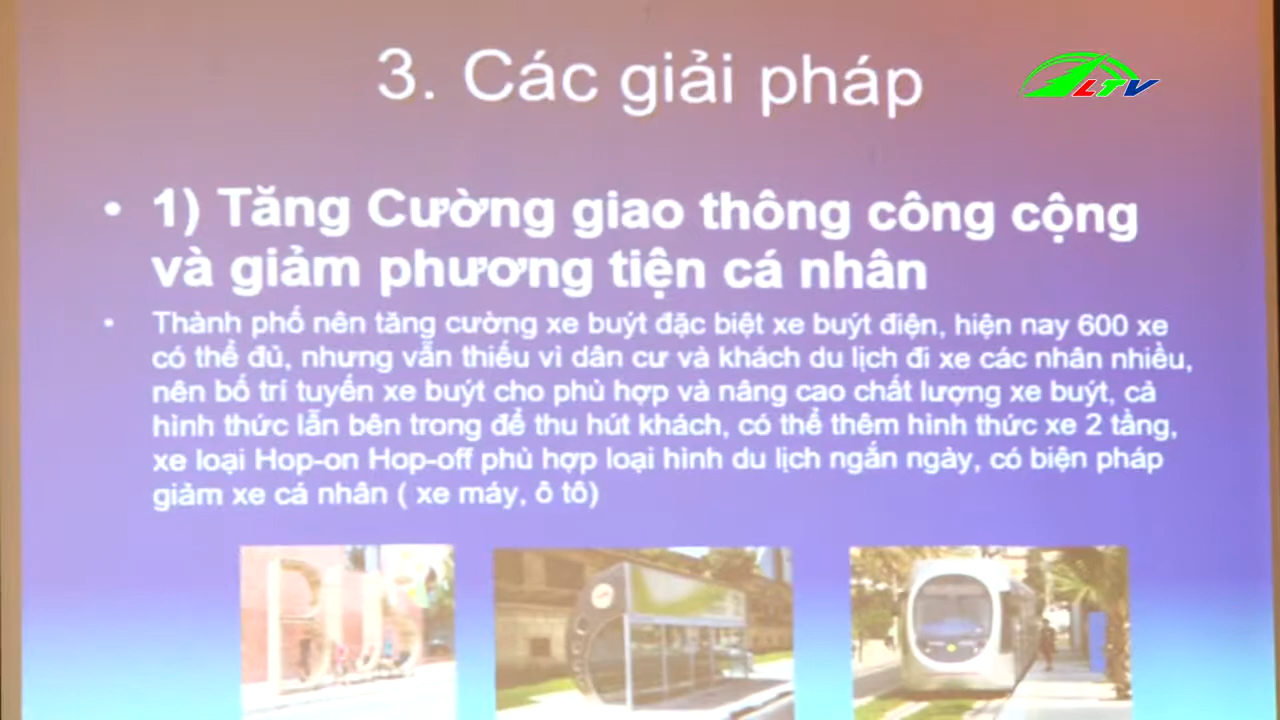 3. Các giải pháp
LTV
• 1) Tăng Cường giao thông công cộng
và giảm phương tiện cá nhân
• Thành phố nên tăng cường xe buýt đặc biệt xe buýt điện, hiện nay 600 xe
có thể đủ, nhưng vẫn thiếu vì dân cư và khách du lịch đi xe các nhân nhiều,
nên bố trí tuyến xe buýt cho phù hợp và nâng cao chất lượng xe buýt, cả
hình thức lẫn bên trong để thu hút khách, có thể thêm hình thức xe 2 tầng,
xe loại Hop-on Hop-off phù hợp loại hình du lịch ngắn ngày, có biện pháp
giảm xe cá nhân ( xe máy, ô tô)
BUS